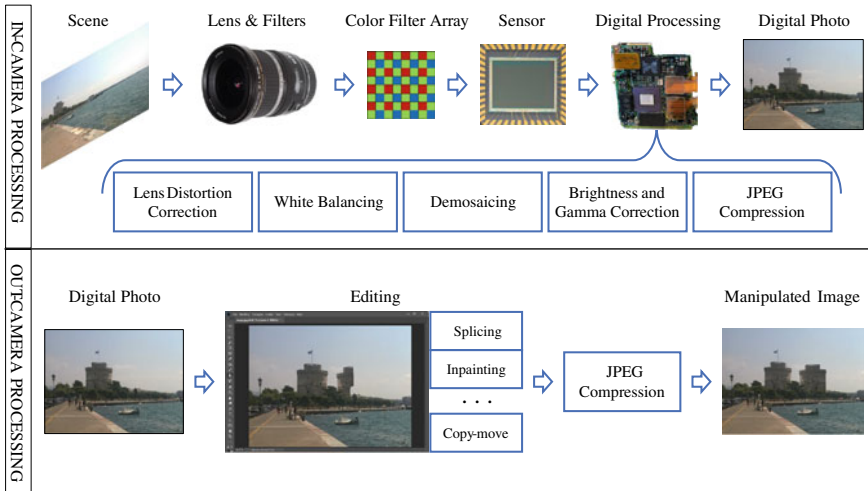 IN-CAMERA PROCESSING
Scene
Lens & Filters
Color Filter Array
Sensor
Digital Processing
Digital Photo
Lens Distortion
Correction
White Balancing
Demosaicing
Brightness and
Gamma Correction
JPEG
Compression
OUT-CAMERA PROCESSING
Digital Photo
Editing
Manipulated Image
Splicing
Inpainting
. . .
Copy-move
JPEG
Compression